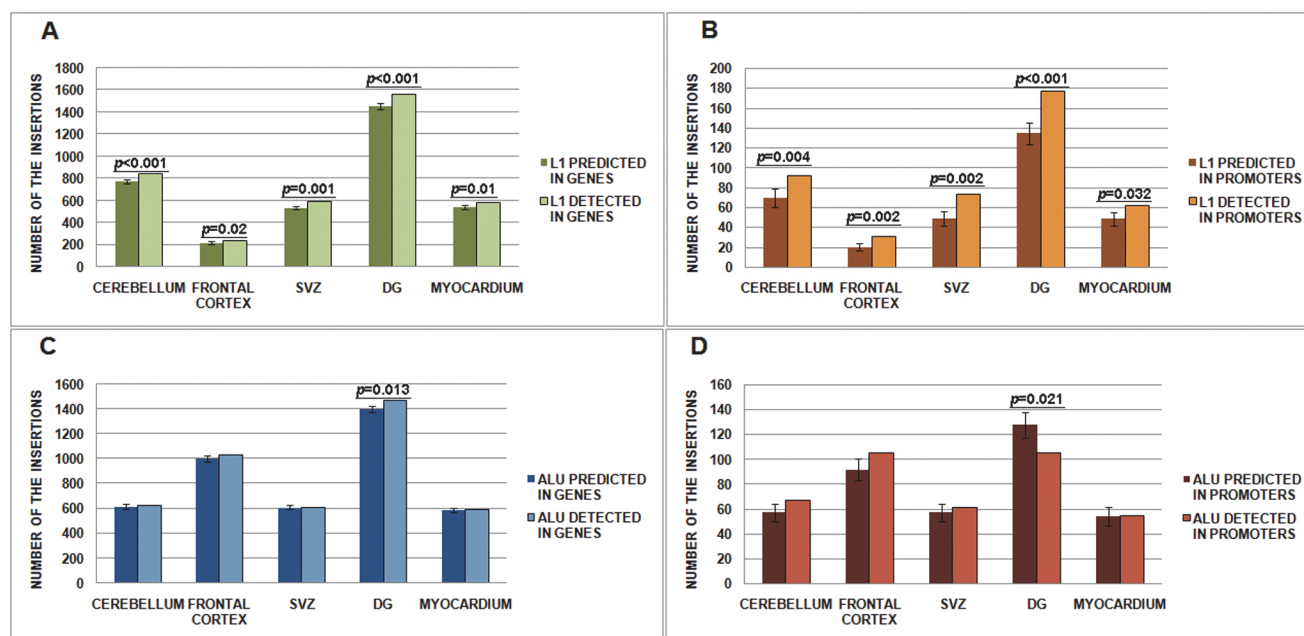 A
NUMBER OF THE INSERTIONS
1800
1600
1400
1200
1000
800
600
400
200
0
p<0.001
p=0.02
p=0.001
p<0.001
p=0.01
CEREBELLUM FRONTAL SVZ DG MYOCARDIUM
CORTEX
L1 PREDICTED
IN GENES
L1 DETECTED
IN GENES
B
NUMBER OF THE INSERTIONS
200
180
160
140
120
100
80
60
40
20
0
p=0.004
p=0.002
p=0.002
p<0.001
p=0.032
CEREBELLUM FRONTAL SVZ DG MYOCARDIUM
CORTEX
L1 PREDICTED
IN PROMOTERS
L1 DETECTED
IN PROMOTERS
C
NUMBER OF THE INSERTIONS
1600
1400
1200
1000
800
600
400
200
0
p=0.013
CEREBELLUM FRONTAL SVZ DG MYOCARDIUM
CORTEX
ALU PREDICTED
IN GENES
ALU DETECTED
IN GENES
D
NUMBER OF THE INSERTIONS
160
140
120
100
80
60
40
20
0
p=0.021
CEREBELLUM FRONTAL SVZ DG MYOCARDIUM
CORTEX
ALU PREDICTED
IN PROMOTERS
ALU DETECTED
IN PROMOTERS